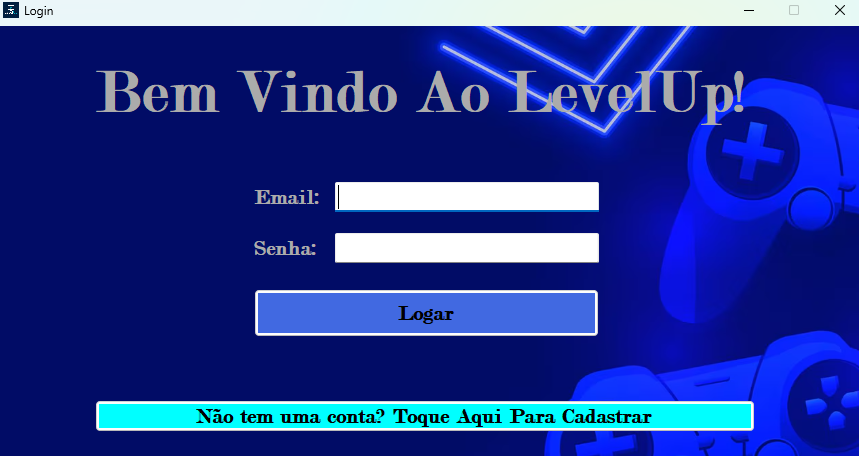 Login
Bem Vindo Ao LevelUp!
Email:
Senha:
Logar
Não tem uma conta? Toque Aqui Para Cadastrar